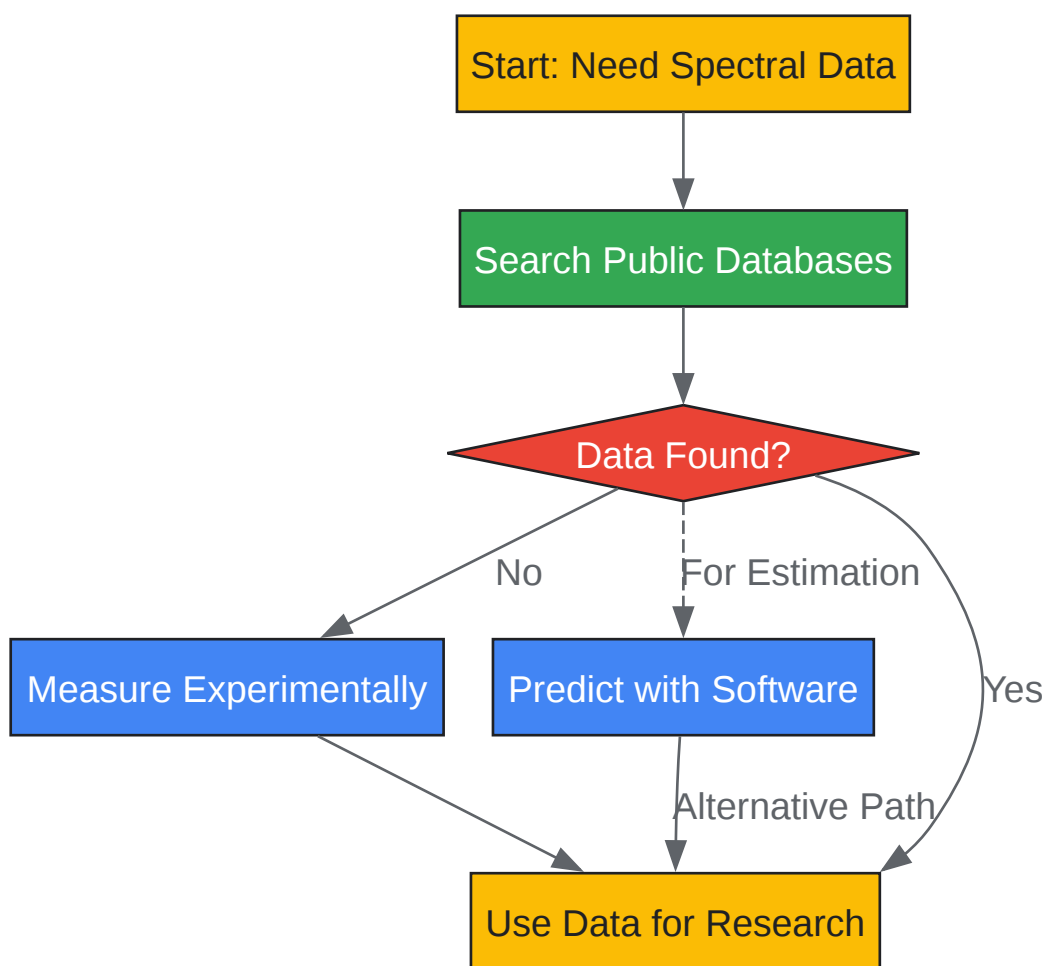 Start: Need Spectral Data
Search Public Databases
Data Found?
No
For Estimation
Measure Experimentally
Predict with Software
Yes
Alternative Path
Use Data for Research